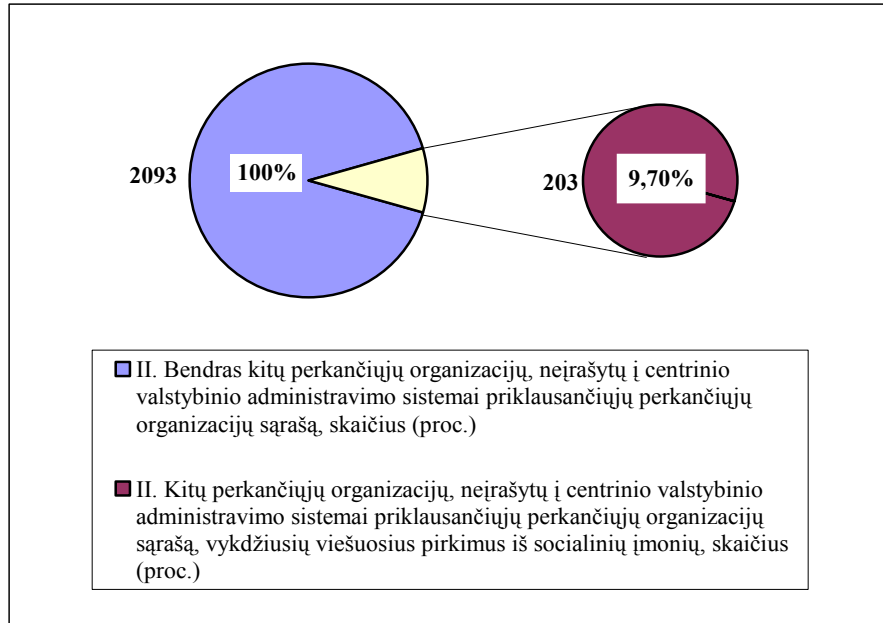 2093
100%
203
9,70%
II. Bendras kitų perkančiųjų organizacijų, neįrašytų į centrinio
valstybinio administravimo sistemai priklausančiųjų perkančiųjų
organizacijų sąrašą, skaičius (proc.)
II. Kitų perkančiųjų organizacijų, neįrašytų į centrinio valstybinio
administravimo sistemai priklausančiųjų perkančiųjų organizacijų
sąrašą, vykdžiusių viešuosius pirkimus iš socialinių įmonių, skaičius
(proc.)